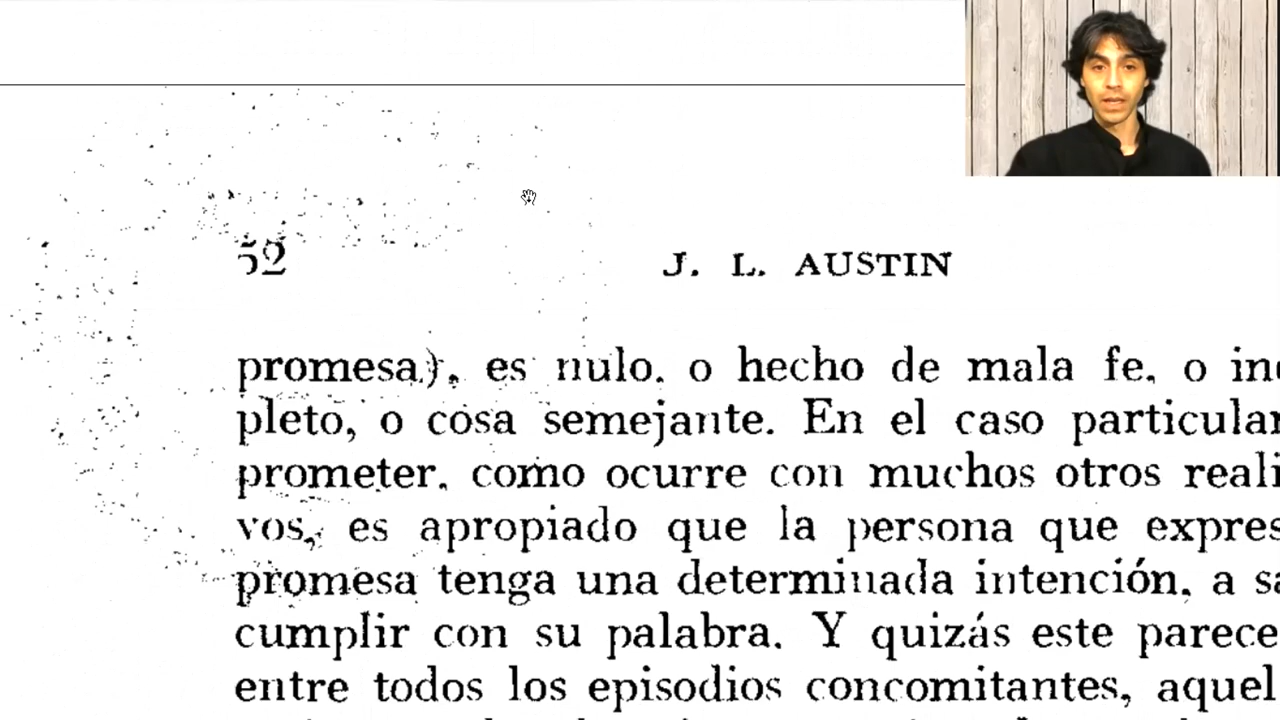 52 J. L. AUSTIN
promesa), es nulo, o hecho de mala fe, o
pleto, o cosa semejante. En el caso particular
prometer, como ocurre con muchos otros
vos, es apropiado que la persona que
promesa tenga una determinada intención, a
cumplir con su palabra. Y quizás este parece
entre todos los episodios concomitantes, aquel